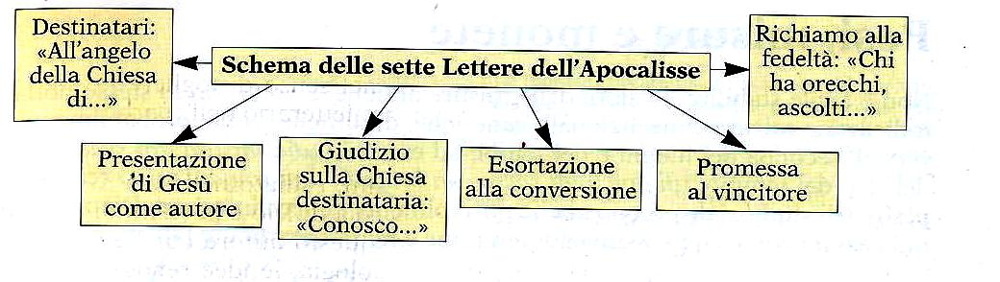 Schema delle sette Lettere dell'Apocalisse
Destinatari:
«All'angelo
della Chiesa
di...»
Presentazione
di Gesù
come autore
Giudizio
sulla Chiesa
destinataria:
«Conosco...»
Esortazione
alla conversione
Promessa
al vincitore
Richiamo alla
fedeltà: «Chi
ha orecchi,
ascolti...»